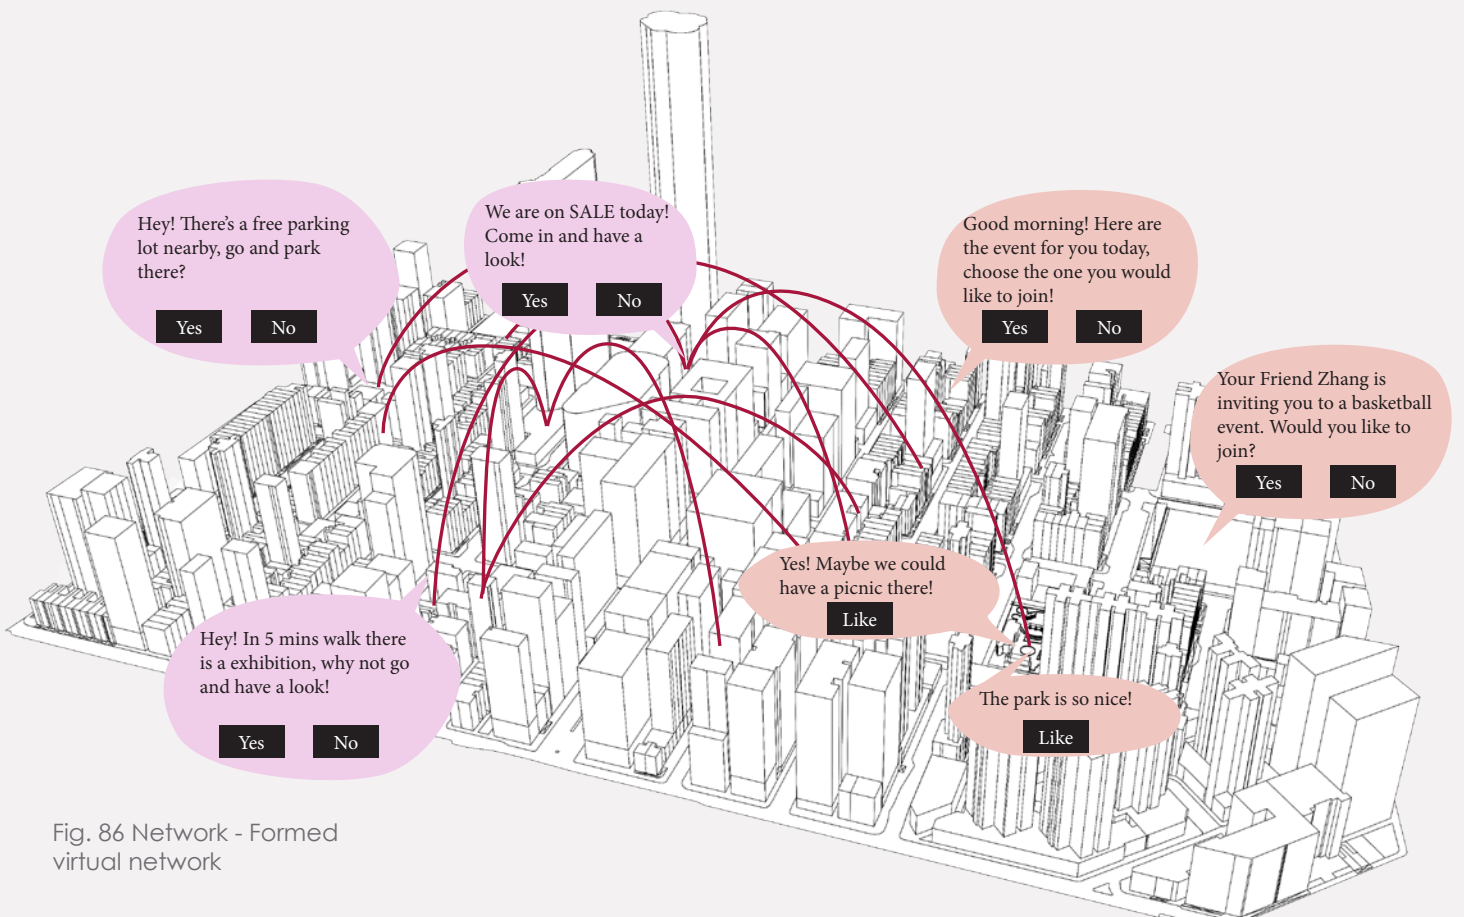 Hey! There's a free parking
lot nearby, go and park
there?
Yes
No
We are on SALE today!
Come in and have a
look!
Yes
No
Good morning! Here are
the event for you today,
choose the one you would
like to join!
Yes
No
Your Friend Zhang is
inviting you to a basketball
event. Would you like to
join?
Yes
No
Yes! Maybe we could
have a picnic there!
Like
Hey! In 5 mins walk there
is a exhibition, why not go
and have a look!
Yes
No
The park is so nice!
Like
Fig. 86 Network - Formed
virtual network